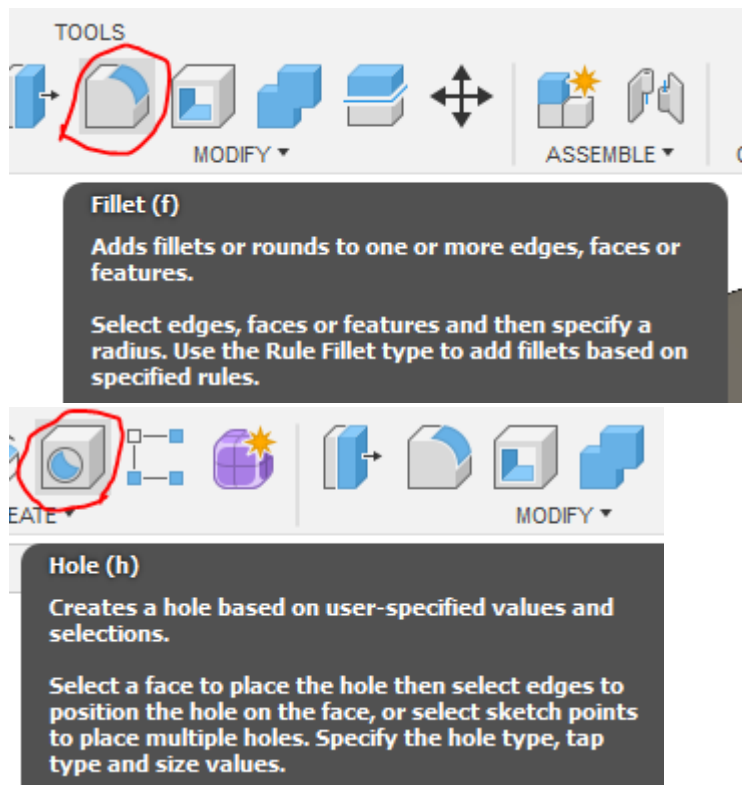 TOOLS
MODIFY ▾
ASSEMBLE ▾
Fillet (f)
Adds fillets or rounds to one or more edges, faces or
features.
Select edges, faces or features and then specify a
radius. Use the Rule Fillet type to add fillets based on
specified rules.
EATE ▾
MODIFY ▾
Hole (h)
Creates a hole based on user-specified values and
selections.
Select a face to place the hole then select edges to
position the hole on the face, or select sketch points
to place multiple holes. Specify the hole type, tap
type and size values.